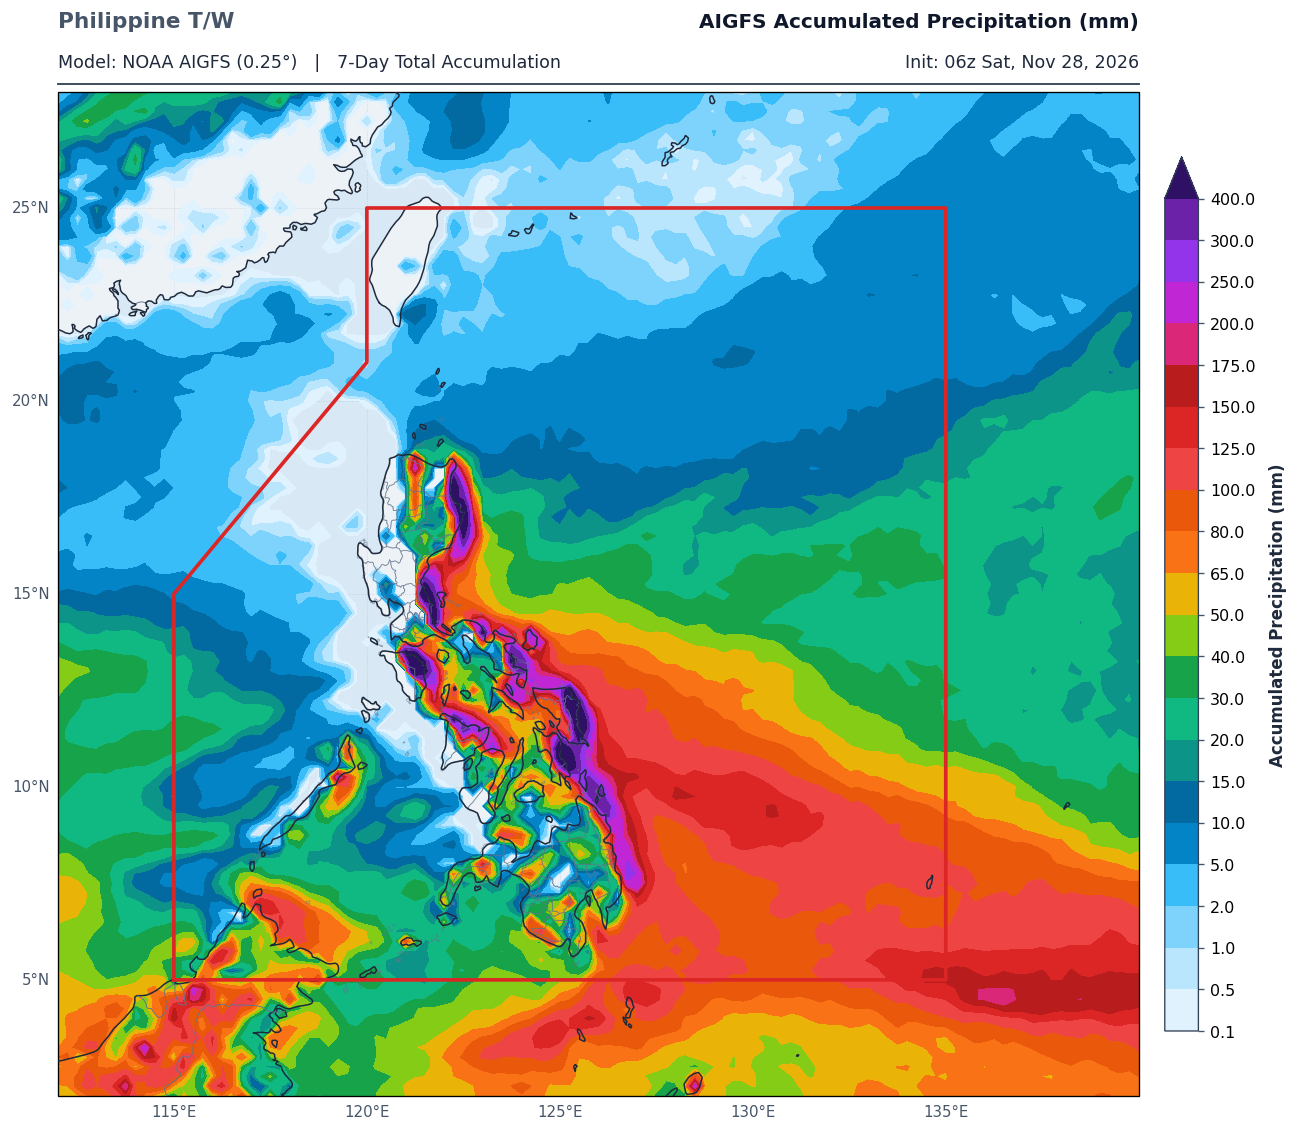 Philippine T/W
AIGFS Accumulated Precipitation (mm)
Model: NOAA AIGFS (0.25°) | 7-Day Total Accumulation
Init: 06z Sat, Nov 28, 2026
25°N
20°N
15°N
10°N
5°N
115°E
120°E
125°E
130°E
135°E
400.0
300.0
250.0
200.0
175.0
150.0
125.0
100.0
80.0
65.0
50.0
40.0
30.0
20.0
15.0
10.0
5.0
2.0
1.0
0.5
0.1
Accumulated Precipitation (mm)